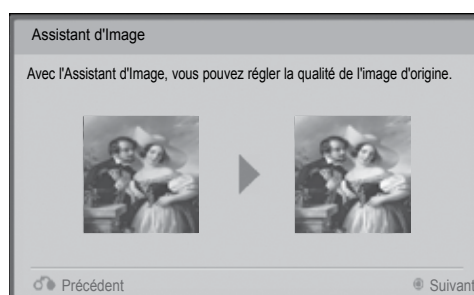 Assistant d'Image
Avec l'Assistant d'Image, vous pouvez régler la qualité de l'image d'origine.
Précédent
Suivant